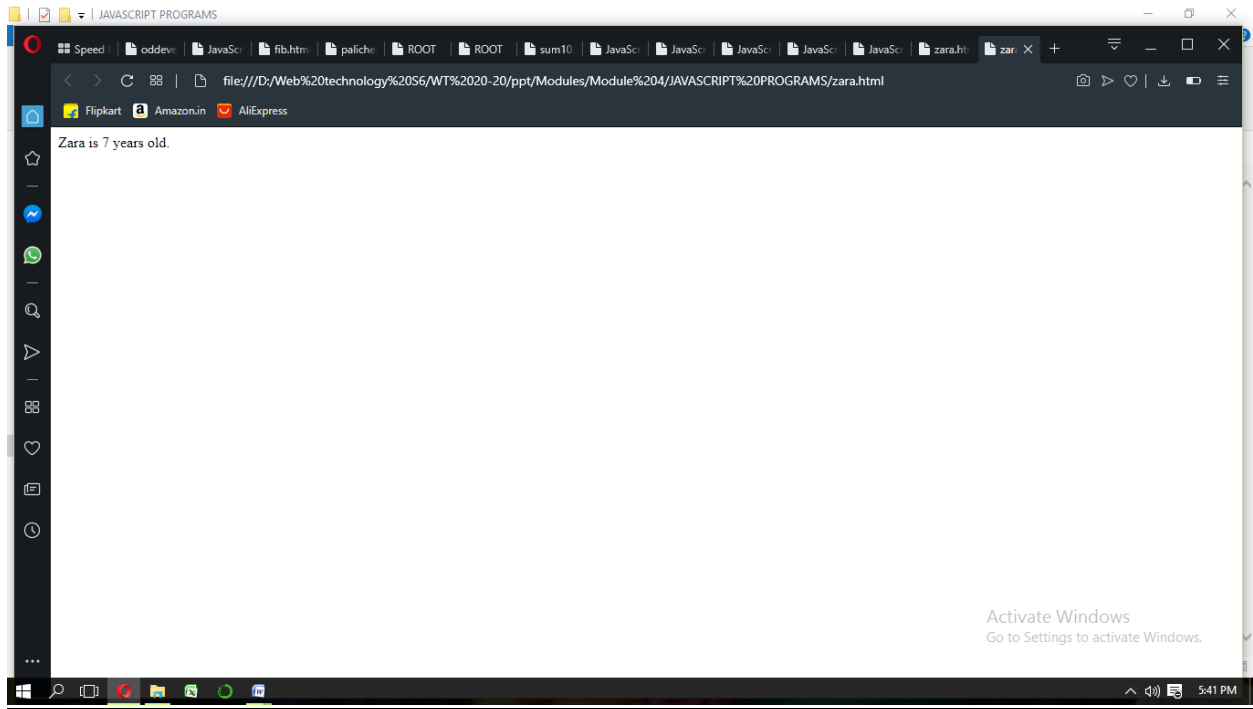 JAVASCRIPT PROGRAMS
Speed oddeve JavaScr fib.htm paliche ROOT ROOT sum10. JavaScr JavaScr JavaScr JavaScr JavaScr zara.ht zar
file:///D:/Web%20technology%20S6/WT%2020-20/ppt/Modules/Module%204/JAVASCRIPT%20PROGRAMS/zara.html
Flipkart Amazon.in AliExpress
Zara is 7 years old.
Activate Windows
Go to Settings to activate Windows.
5:41 PM